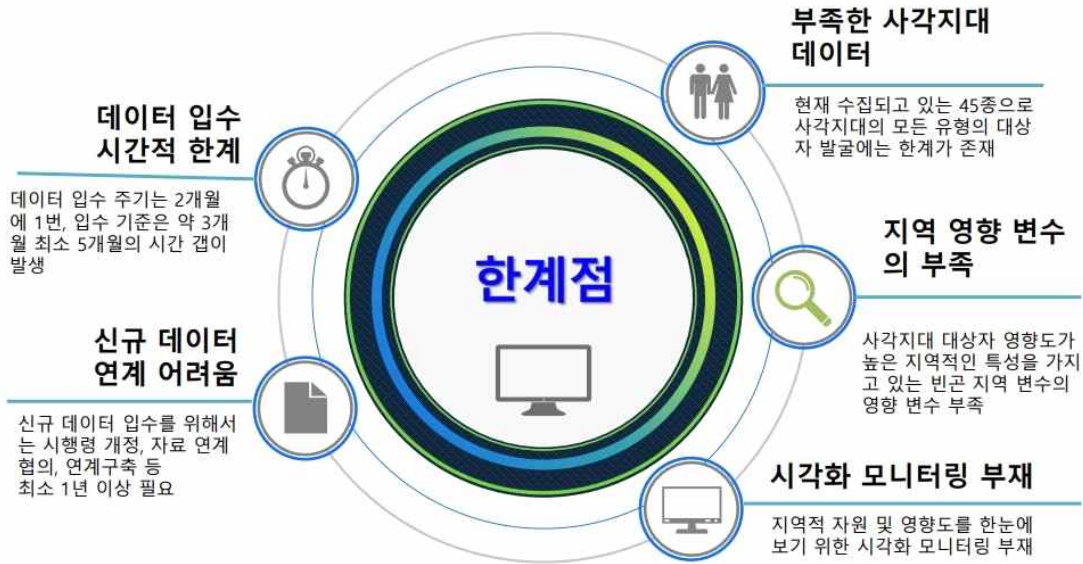 부족한 사각지대
데이터
현재 수집되고 있는 45종으로
사각지대의 모든 유형의 대상
자 발굴에는 한계가 존재
데이터 입수
시간적 한계
데이터 입수 주기는 2개월
에 1번, 입수 기준은 약 3개
월 최소 5개월의 시간 갭이
발생
한계점
지역 영향 변수
의 부족
사각지대 대상자 영향도가
높은 지역적인 특성을 가지
고 있는 빈곤 지역 변수의
영향 변수 부족
신규 데이터
연계 어려움
신규 데이터 입수를 위해서
는 시행령 개정, 자료 연계
협의, 연계구축 등
최소 1년 이상 필요
시각화 모니터링 부재
지역적 자원 및 영향도를 한눈에
보기 위한 시각화 모니터링 부재